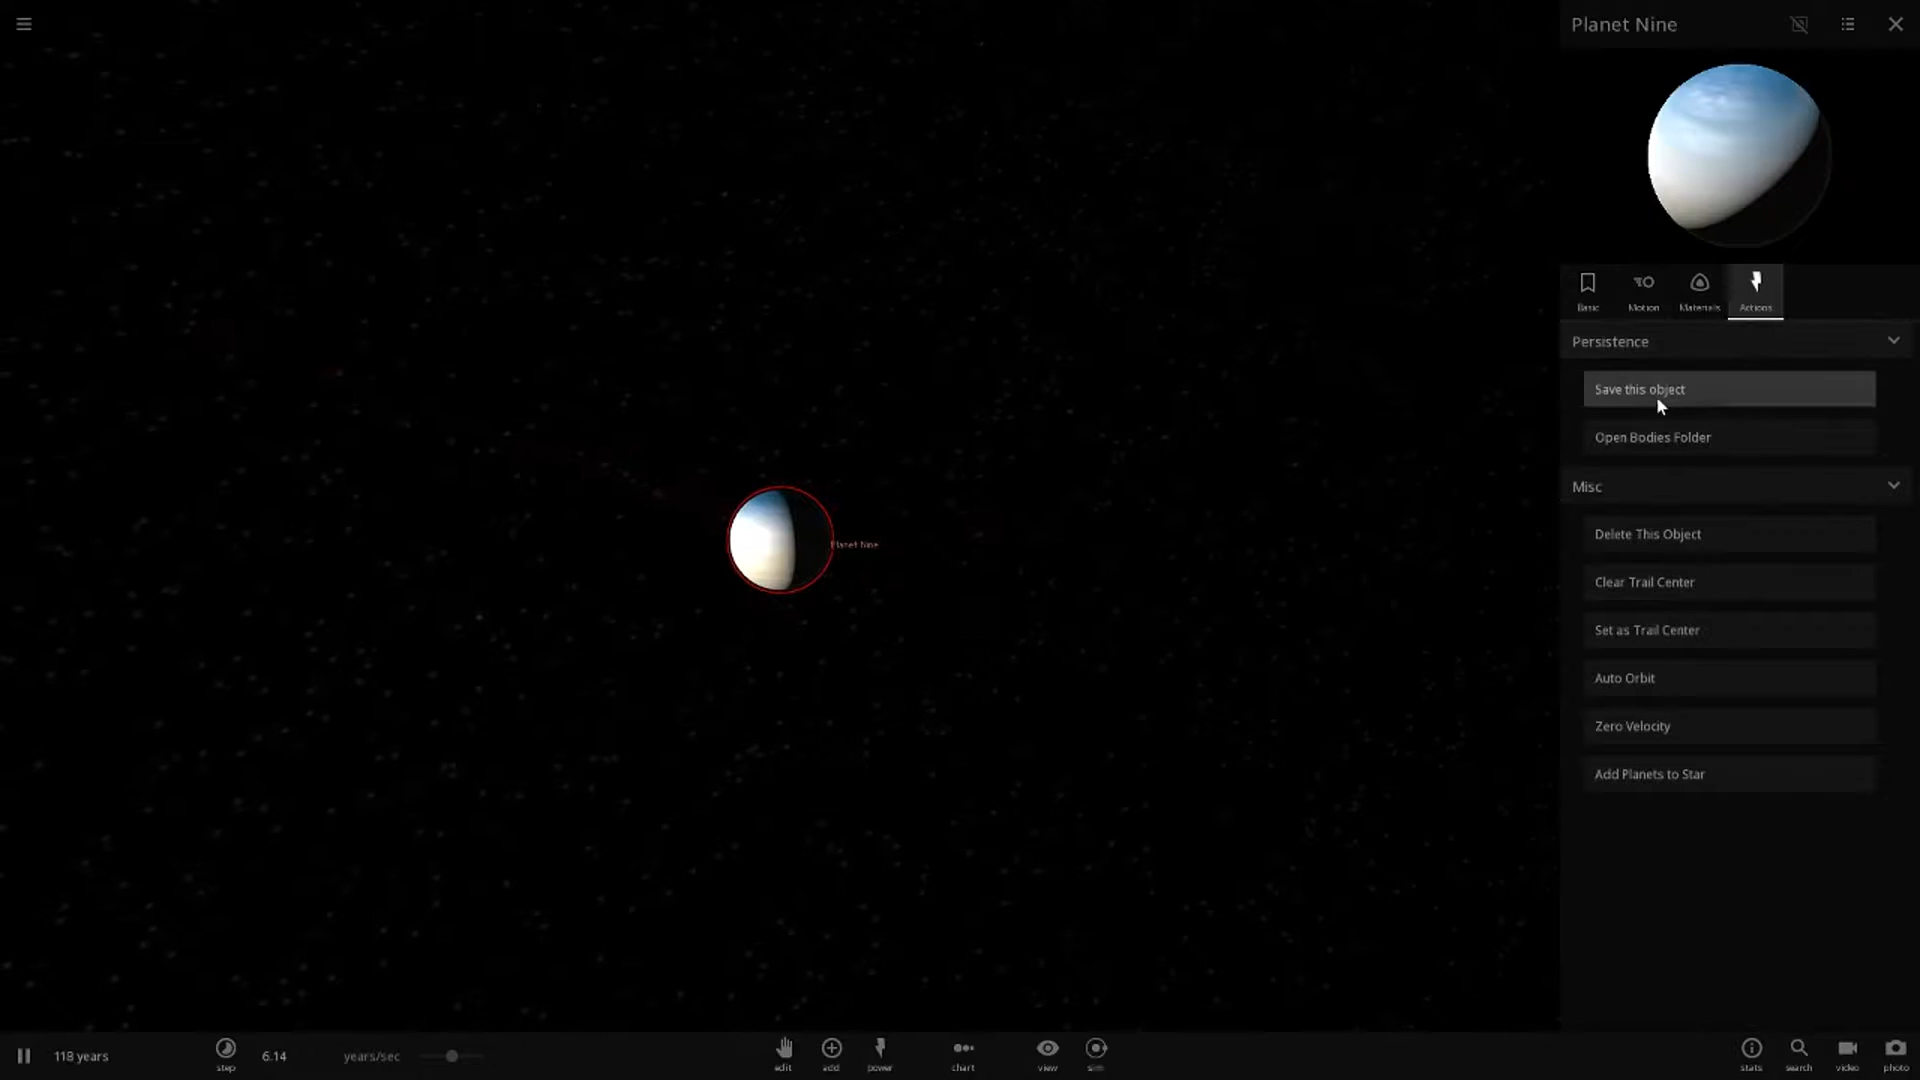 Planet Nine
Basic
Motion
Materials
Actions
Persistence
Save this object
Open Bodies Folder
Misc
Delete This Object
Clear Trail Center
Set as Trail Center
Auto Orbit
Zero Velocity
Add Planets to Star
Planet Nine
118 years
step
6.14
years/sec
edit
add
power
chart
view
sim
stats
search
video
photo